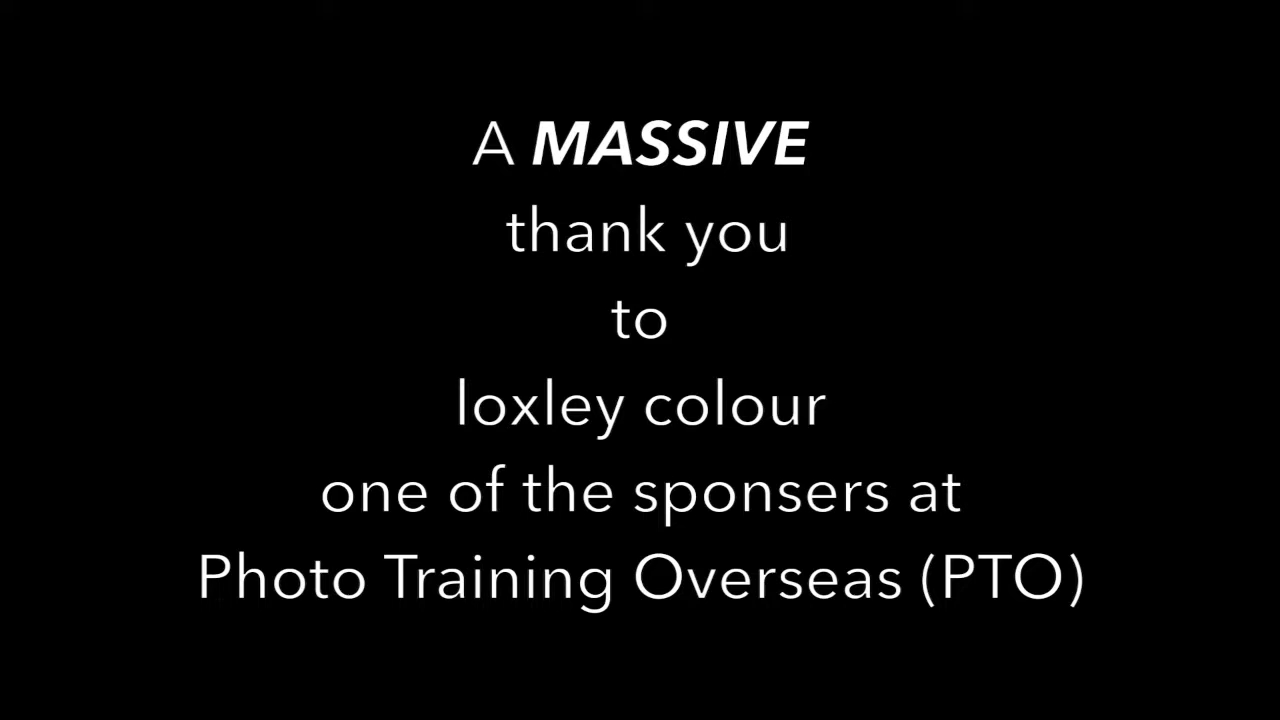 A MASSIVE
thank you
to
loxley colour
one of the sponsers at
Photo Training Overseas (PTO)